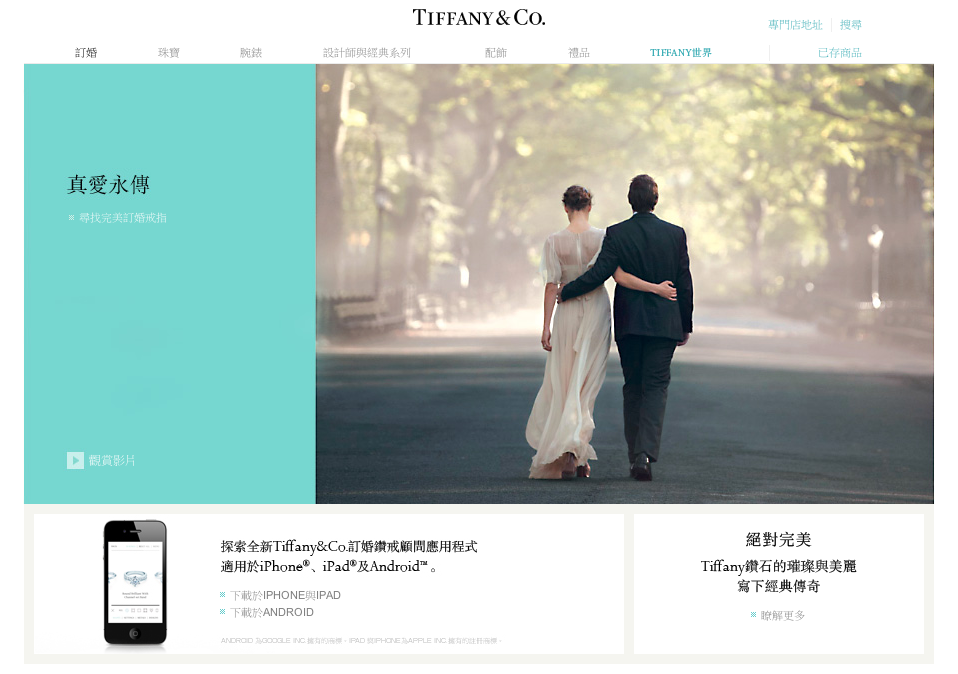 TIFFANY & CO.
專門店地址 搜尋
訂婚 珠寶 腕錶 設計師與經典系列 配飾 禮品 TIFFANY世界 已存商品
真愛永傳
尋找完美訂婚戒指
觀賞影片
探索全新Tiffany&Co.訂婚鑽戒顧問應用程式
適用於iPhone®、iPad®及Android™。
下載於IPHONE與IPAD
下載於ANDROID
ANDROID 為GOOGLE INC.擁有的商標。IPAD 與IPHONE為APPLE INC.擁有的註冊商標。
絕對完美
Tiffany鑽石的璀璨與美麗
寫下經典傳奇
瞭解更多